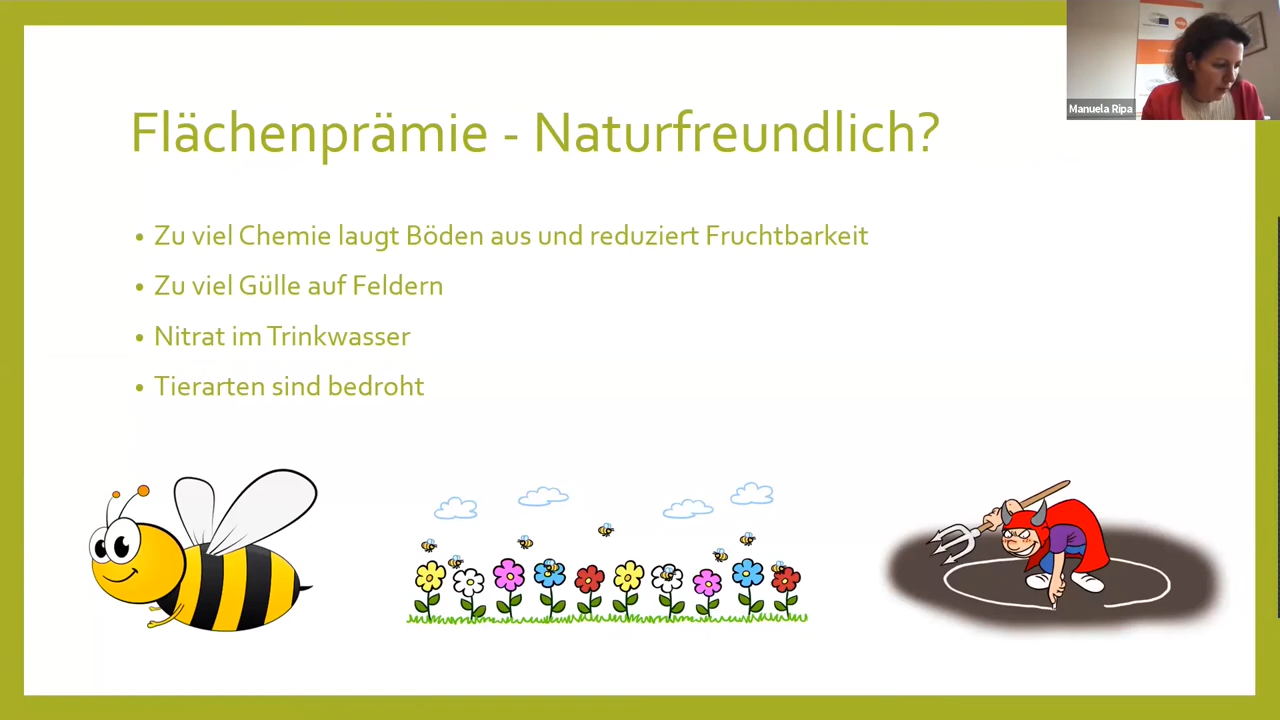 Flächenprämie - Naturfreundlich?
• Zu viel Chemie laugt Böden aus und reduziert Fruchtbarkeit
• Zu viel Gülle auf Feldern
• Nitrat im Trinkwasser
• Tierarten sind bedroht
Manuela Ripa